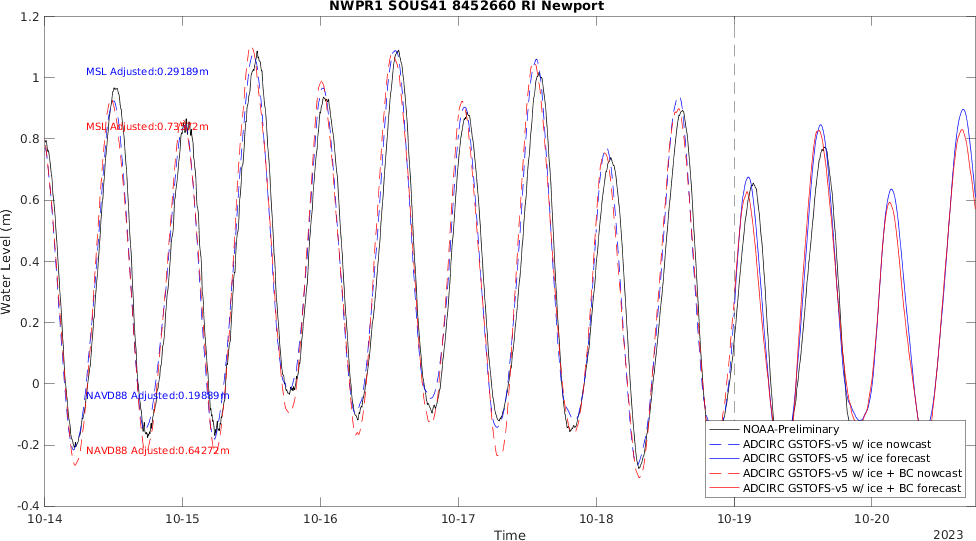 NWPR1 SOUS41 8452660 RI Newport
1.2
1
0.8
0.6
0.4
0.2
0
-0.2
-0.4
Water Level (m)
MSL Adjusted:0.29189m
NAVD88 Adjusted:0.19889m
NAVD88 Adjusted:0.64272m
NOAA-Preliminary
ADCIRC GSTOFS-v5 w/ ice nowcast
ADCIRC GSTOFS-v5 w/ ice forecast
ADCIRC GSTOFS-v5 w/ ice + BC nowcast
ADCIRC GSTOFS-v5 w/ ice + BC forecast
10-14 10-15 10-16 10-17 10-18 10-19 10-20
Time
2023
MSL Adjusted: